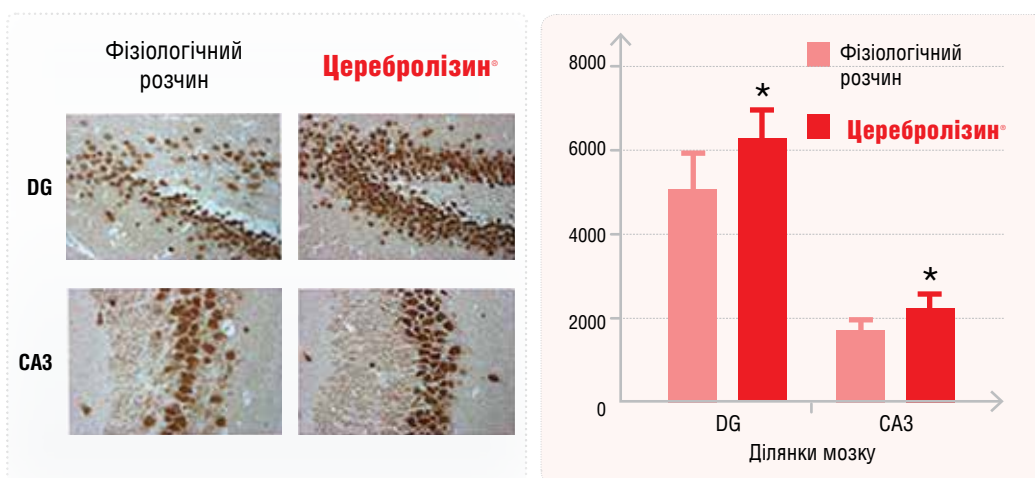 Фізіологічний
розчин
Церебролізин®
DG
CA3
8000
6000
4000
2000
0
*
*
Фізіологічний
розчин
Церебролізин®
DG
CA3
Ділянки мозку